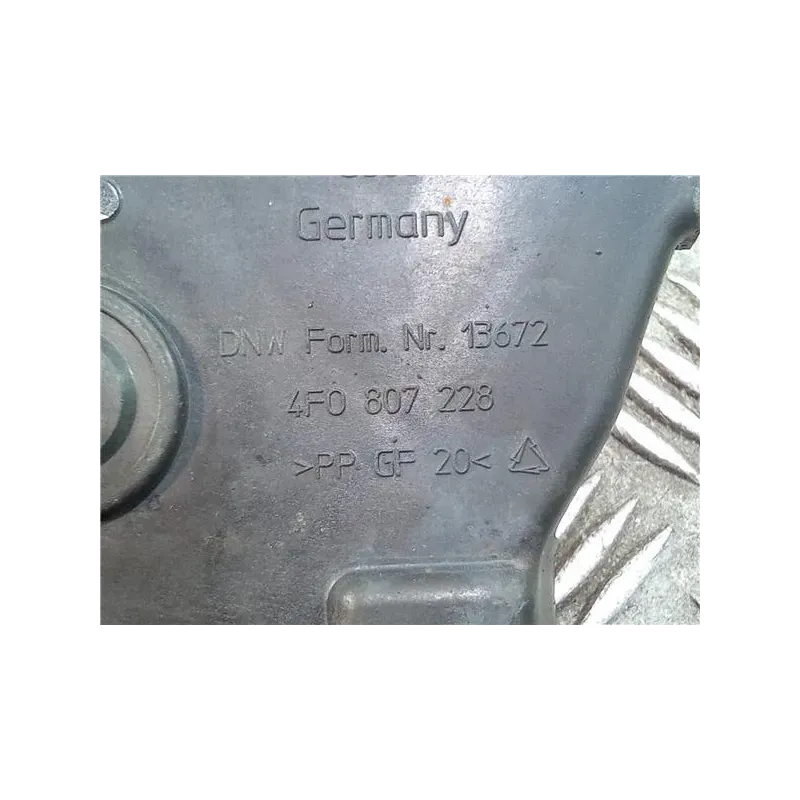 Germany
DNW Form. Nr. 13672
4F0 807 228
>PP GF 20<